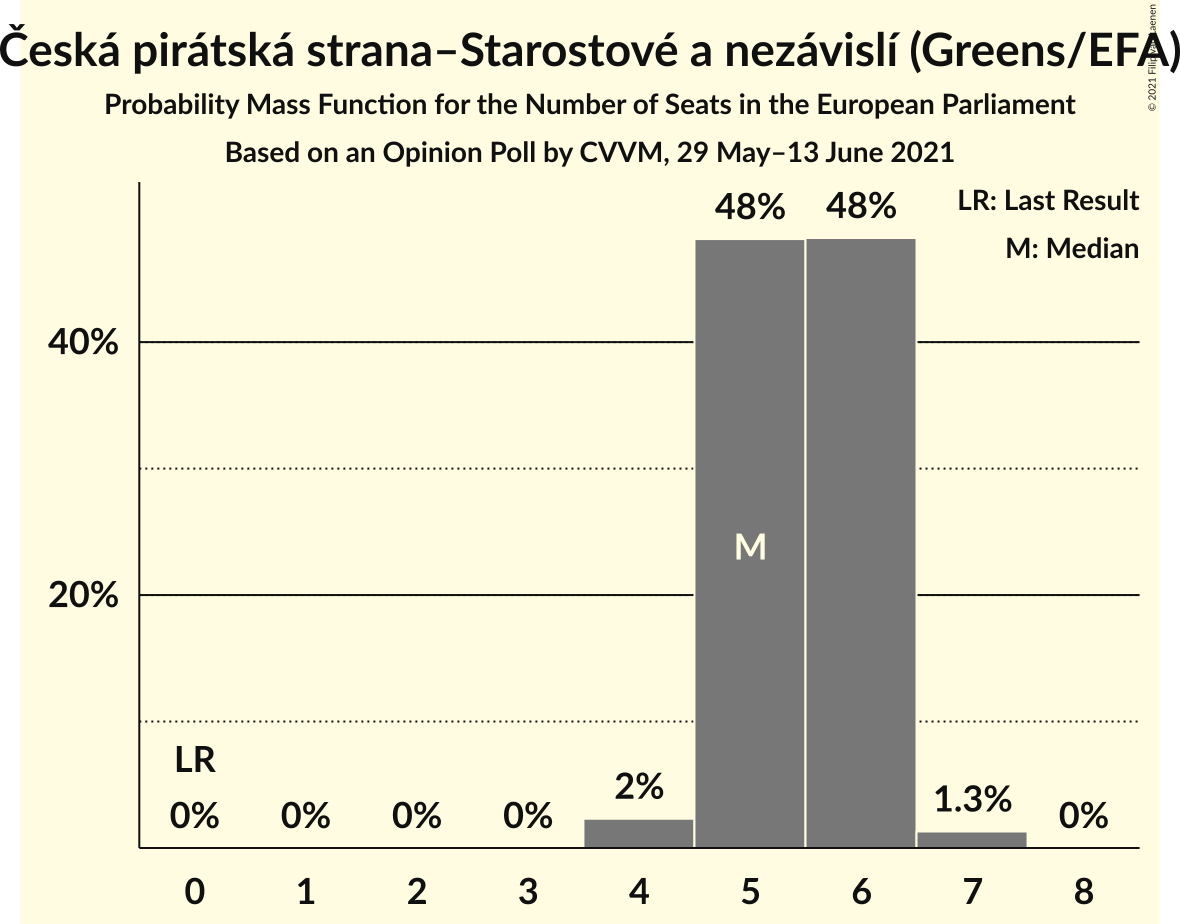 Česká pirátská strana–Starostové a nezávislí (Greens/EFA)
© 2021 Filip
Probability Mass Function for the Number of Seats in the European Parliament
Based on an Opinion Poll by CVVM, 29 May–13 June 2021
LR: Last Result
M: Median
48% 48%
40%
M
20%
LR
0% 0% 0% 0% 2% 1.3% 0%
0 1 2 3 4 5 6 7 8